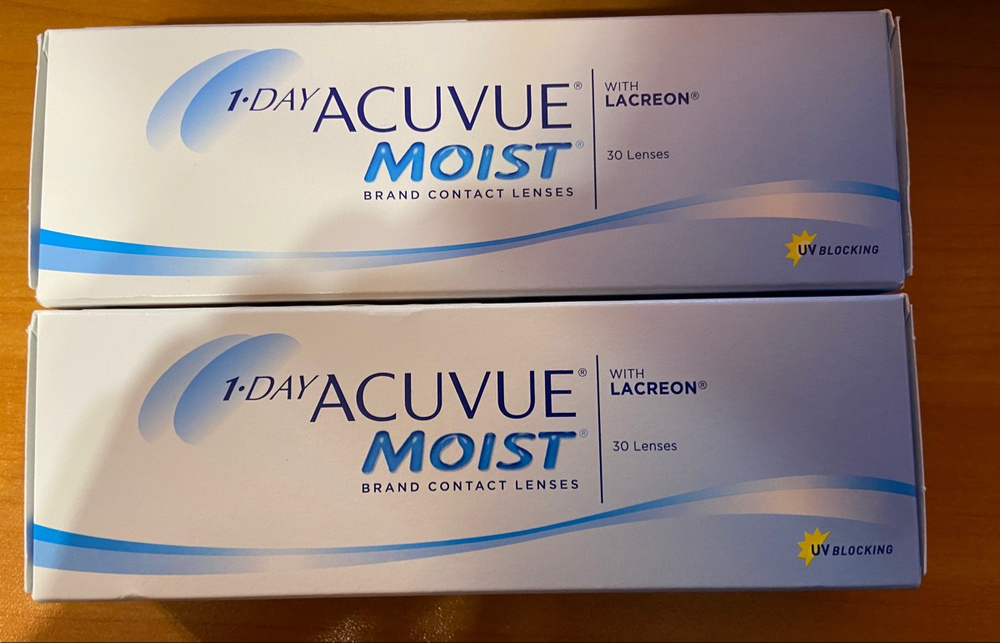 1·DAY ACUVUE®
MOIST®
BRAND CONTACT LENSES
WITH
LACREON®
30 Lenses
UV BLOCKING
1·DAY ACUVUE®
MOIST®
BRAND CONTACT LENSES
WITH
LACREON®
30 Lenses
UV BLOCKING